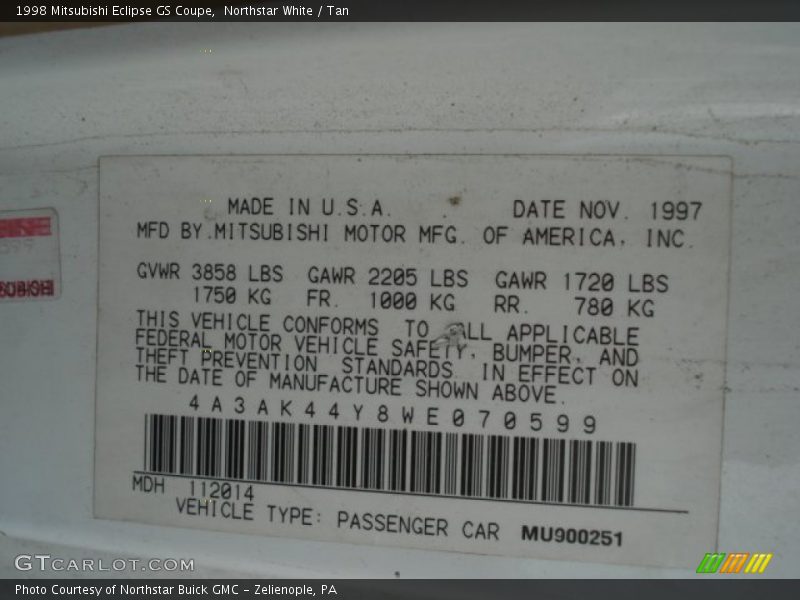 1998 Mitsubishi Eclipse GS Coupe,  Northstar White / Tan
MADE IN U.S.A.    DATE NOV. 1997
MFD BY.MITSUBISHI MOTOR MFG. OF AMERICA, INC.
GVWR 3858 LBS  GAWR 2205 LBS  GAWR 1720 LBS
1750 KG  FR.  1000 KG  RR.  780 KG
THIS VEHICLE CONFORMS TO ALL APPLICABLE
FEDERAL MOTOR VEHICLE SAFETY, BUMPER, AND
THEFT PREVENTION STANDARDS IN EFFECT ON
THE DATE OF MANUFACTURE SHOWN ABOVE.
4A3AK44Y8WE070599
MDH 112014
VEHICLE TYPE: PASSENGER CAR MU900251
GTCARLOT.COM
Photo Courtesy of Northstar Buick GMC - Zelienople, PA